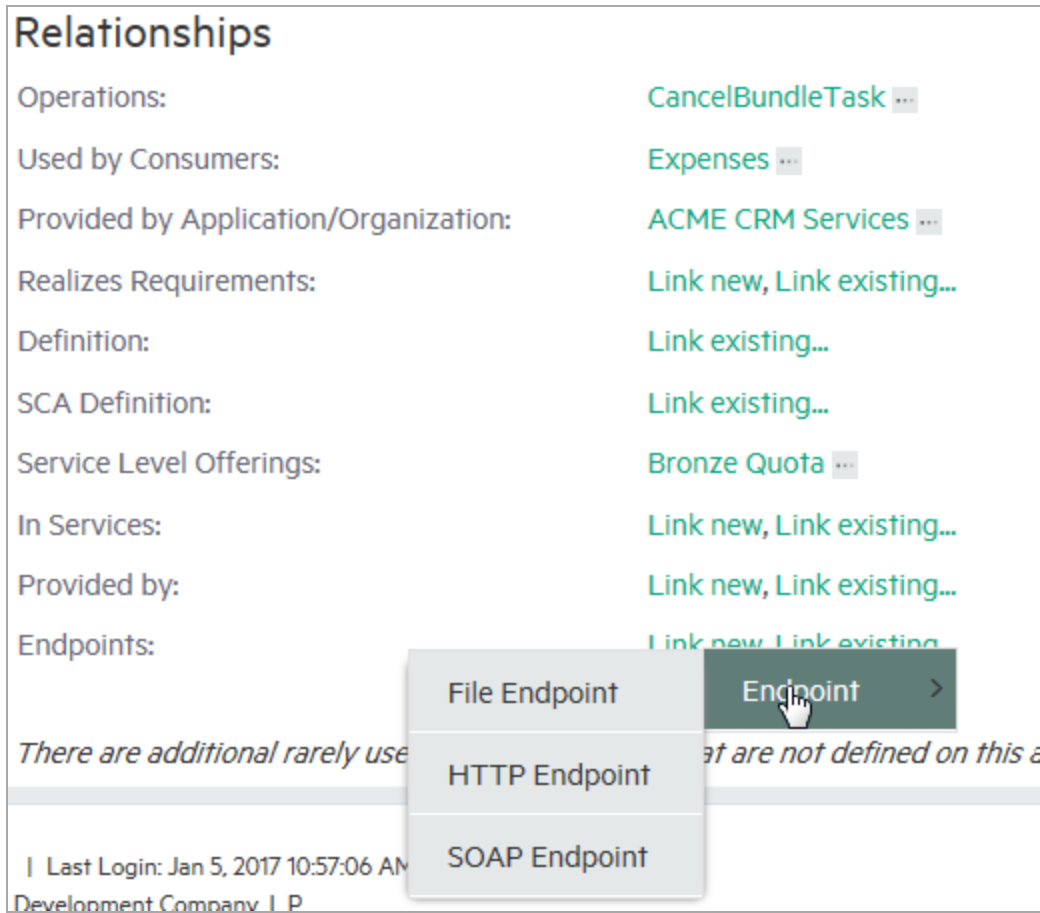 Relationships
Operations: CancelBundleTask ...
Used by Consumers: Expenses ...
Provided by Application/Organization: ACME CRM Services ...
Realizes Requirements: Link new, Link existing...
Definition: Link existing...
SCA Definition: Link existing...
Service Level Offerings: Bronze Quota ...
In Services: Link new, Link existing...
Provided by: Link new, Link existing...
Endpoints: Link new, Link existing...
File Endpoint Endpoint >
There are additional rarely use at are not defined on this a
HTTP Endpoint
SOAP Endpoint
| Last Login: Jan 5, 2017 10:57:06 AM
Development Company, L P